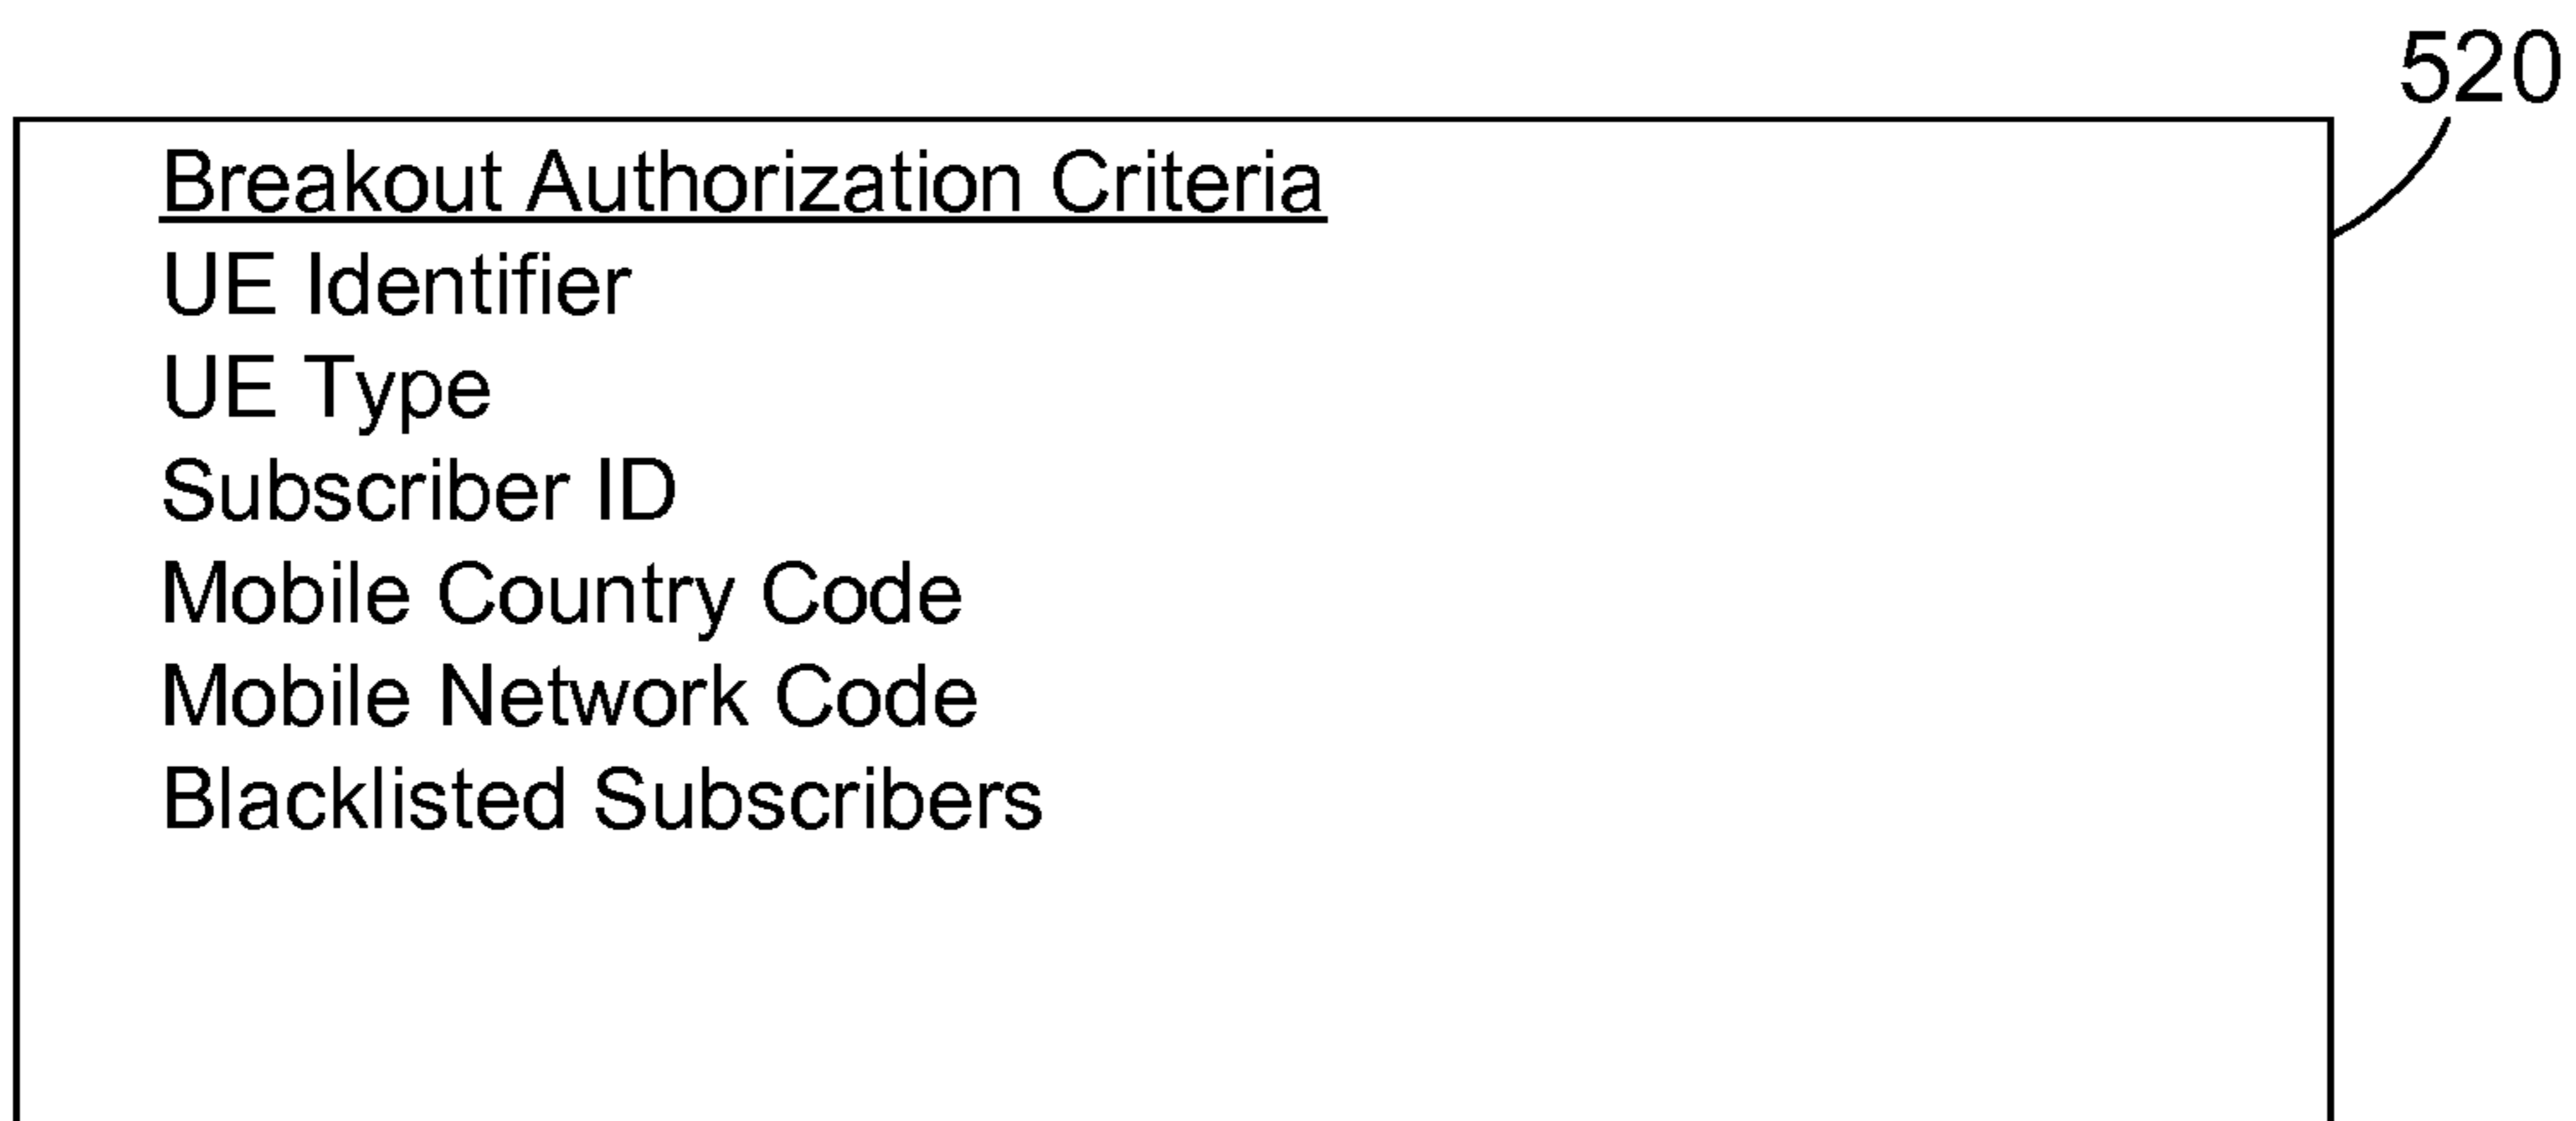 520
Breakout Authorization Criteria
UE Identifier
UE Type
Subscriber ID
Mobile Country Code
Mobile Network Code
Blacklisted Subscribers